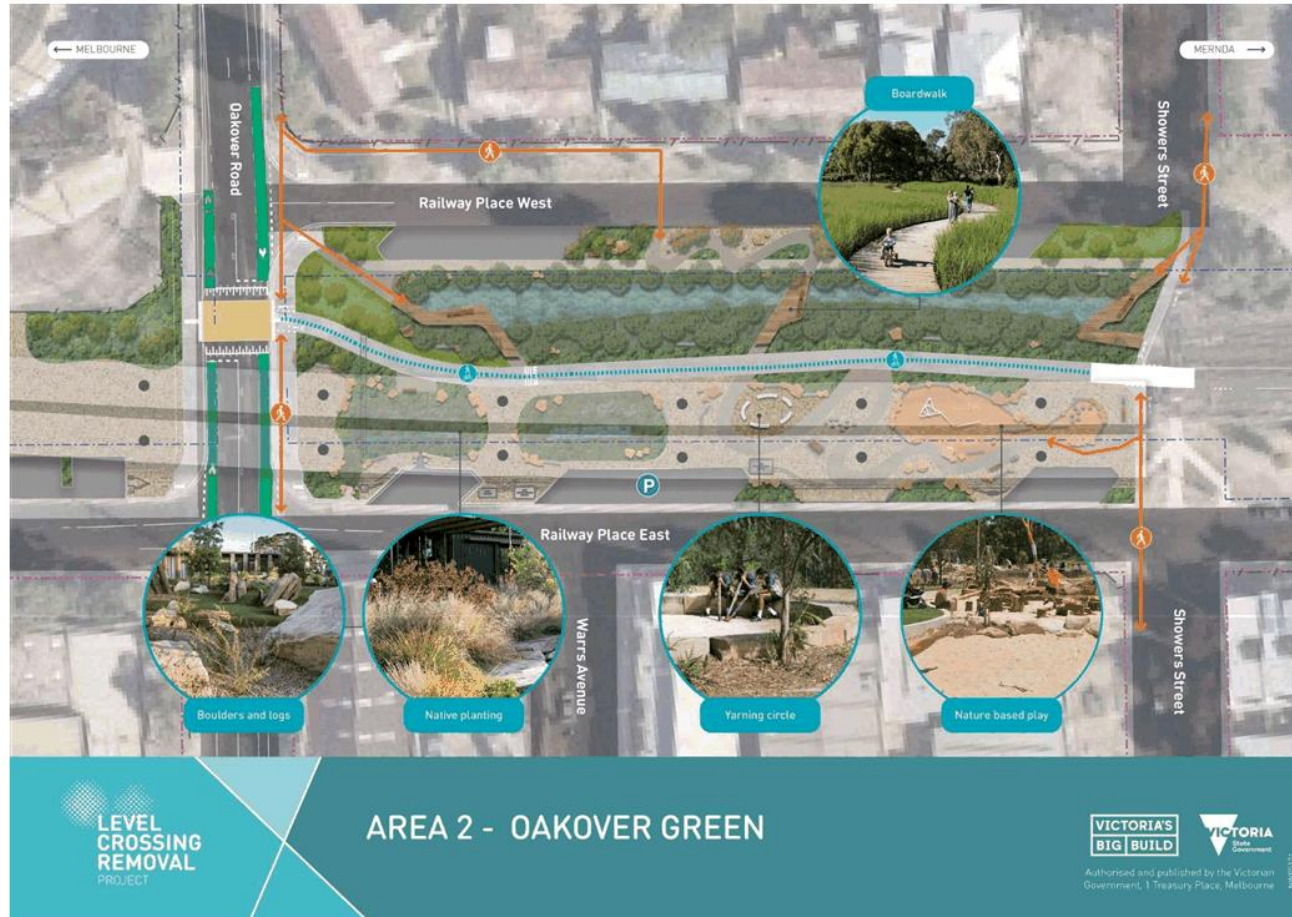 ← MELBOURNE
MERNDA →
Boardwalk
Oakover Road
Showers Street
Railway Place West
P
Railway Place East
Warrs Avenue
Showers Street
Boulders and logs
Native planting
Yarning circle
Nature based play
LEVEL
CROSSING
REMOVAL
PROJECT
AREA 2 - OAKOVER GREEN
VICTORIA'S
BIG BUILD
VICTORIA
State
Government
Authorised and published by the Victorian
Government, 1 Treasury Place, Melbourne